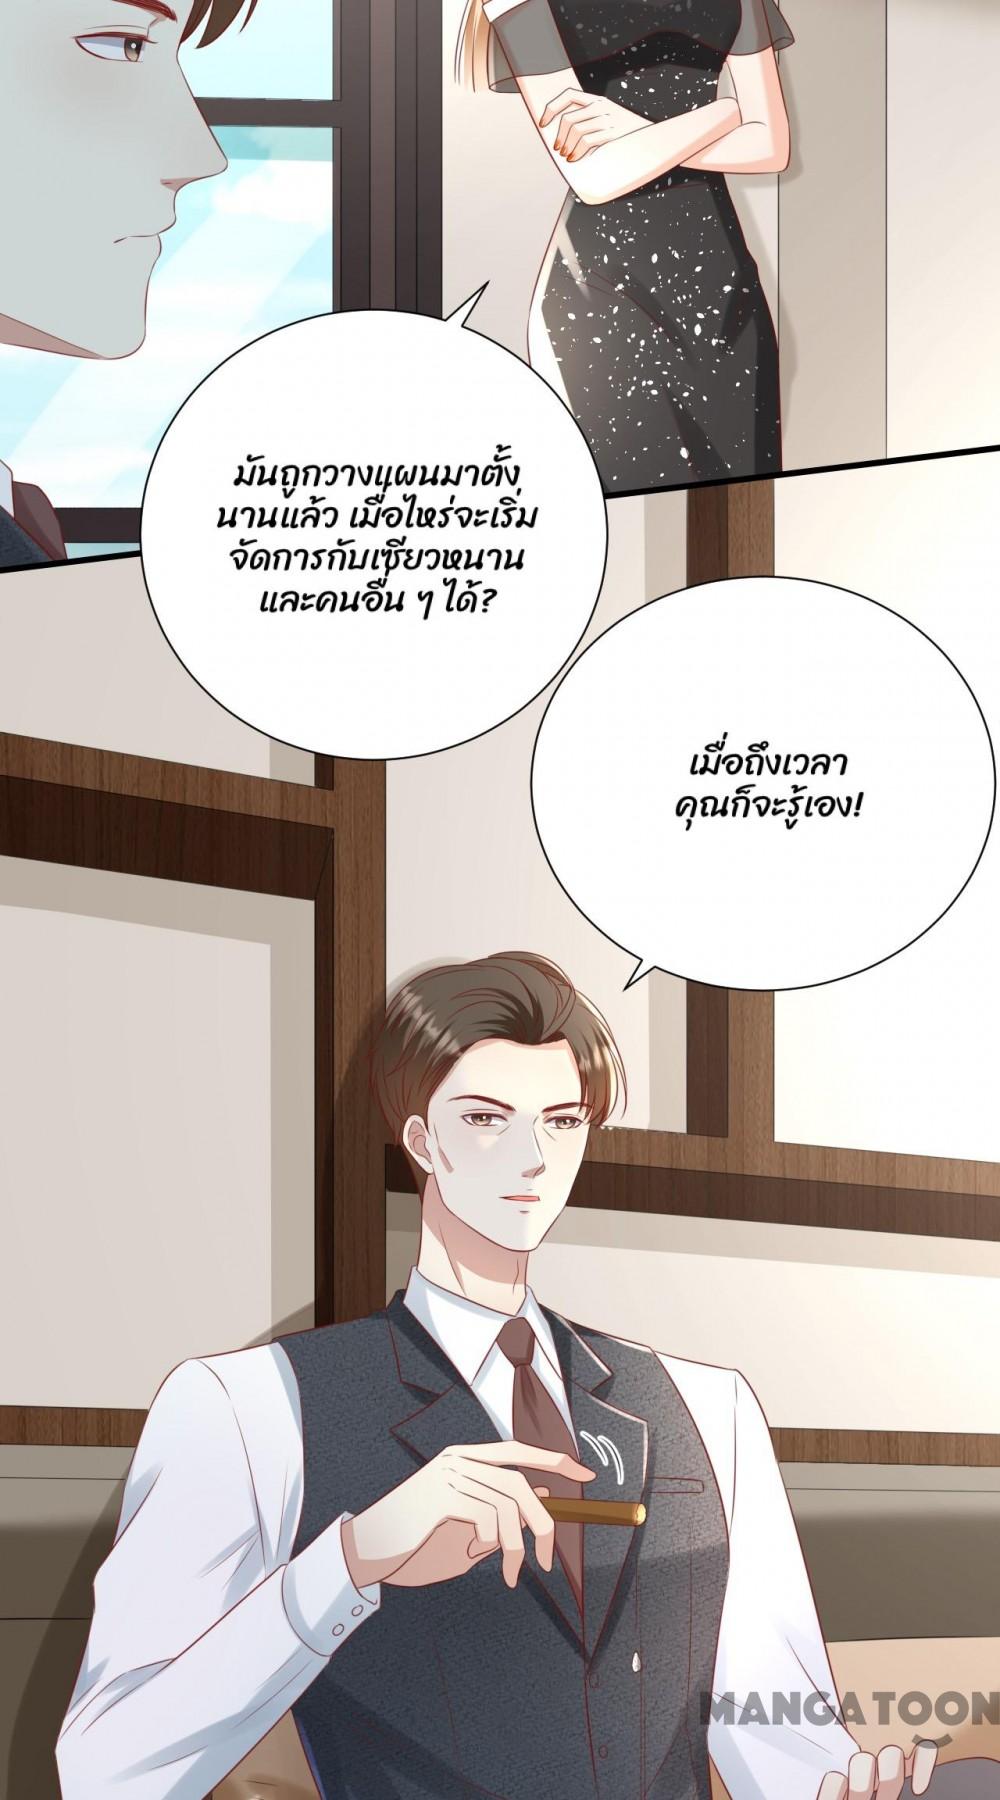 มันถูกวางแผนมาตั้ง
นานแล้ว เมื่อไหร่จะเริ่ม
จัดการกับเซียวหนาน
และคนอื่น ๆ ได้?
เมื่อถึงเวลา
คุณก็จะรู้เอง!
MANGATOON